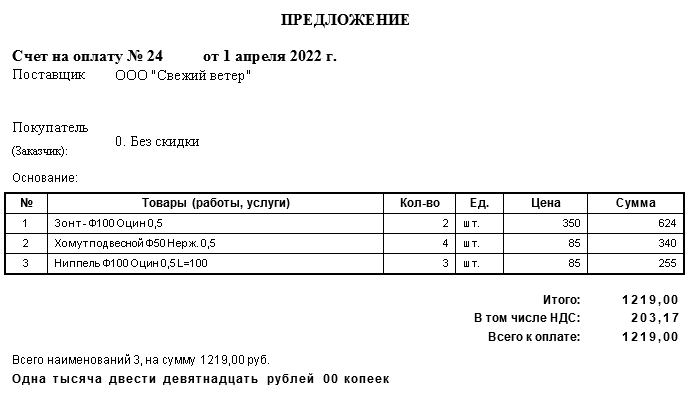 ПРЕДЛОЖЕНИЕ
Счет на оплату № 24 от 1 апреля 2022 г.
Поставщик ООО "Свежий ветер"
Покупатель
(Заказчик): 0. Без скидки
Основание:
№ Товары (работы, услуги) Кол-во Ед. Цена Сумма
1 Зонт - Ф100 Оцин 0,5 2 шт. 350 624
2 Хомут подвесной Ф50 Нерж. 0,5 4 шт. 85 340
3 Ниппель Ф100 Оцин 0,5 L=100 3 шт. 85 255
Итого: 1219,00
В том числе НДС: 203,17
Всего к оплате: 1219,00
Всего наименований 3, на сумму 1219,00 руб.
Одна тысяча двести девятнадцать рублей 00 копеек